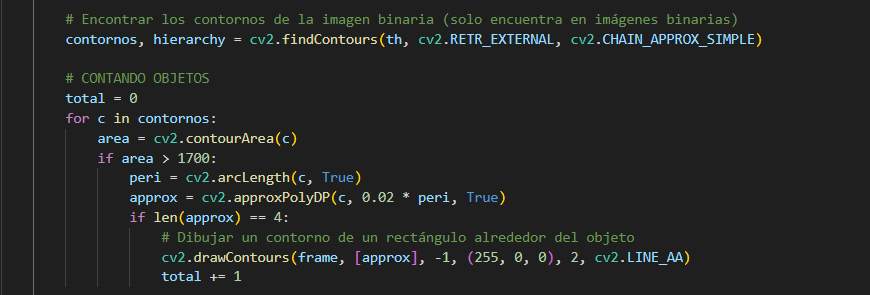 # Encontrar los contornos de la imagen binaria (solo encuentra en imágenes binarias)
contornos, hierarchy = cv2.findContours(th, cv2.RETR_EXTERNAL, cv2.CHAIN_APPROX_SIMPLE)

# CONTANDO OBJETOS
total = 0
for c in contornos:
    area = cv2.contourArea(c)
    if area > 1700:
        peri = cv2.arcLength(c, True)
        approx = cv2.approxPolyDP(c, 0.02 * peri, True)
        if len(approx) == 4:
            # Dibujar un contorno de un rectángulo alrededor del objeto
            cv2.drawContours(frame, [approx], -1, (255, 0, 0), 2, cv2.LINE_AA)
            total += 1